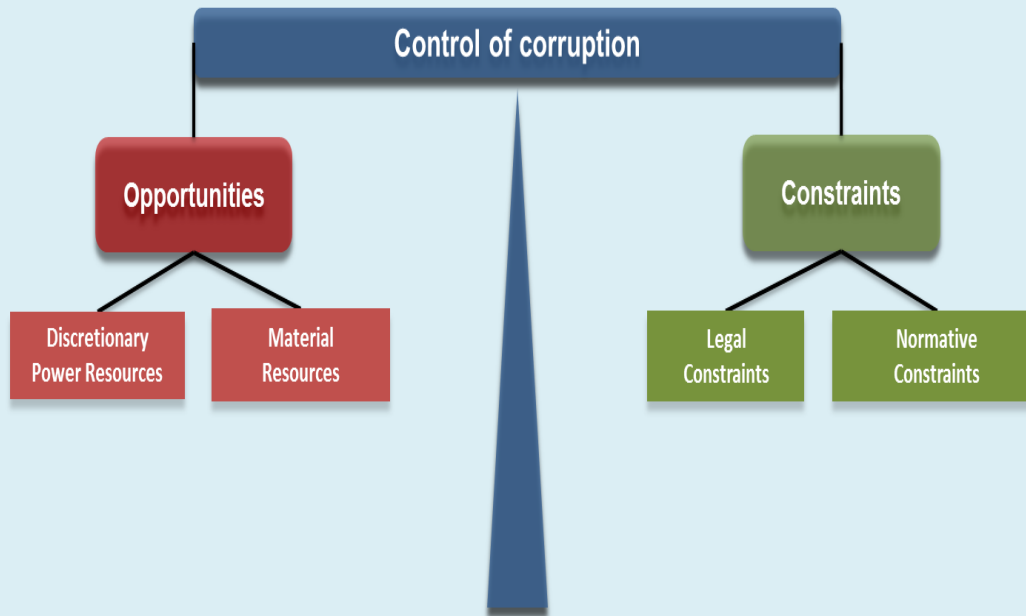 Control of corruption
Opportunities
Constraints
Discretionary
Power Resources
Material
Resources
Legal
Constraints
Normative
Constraints